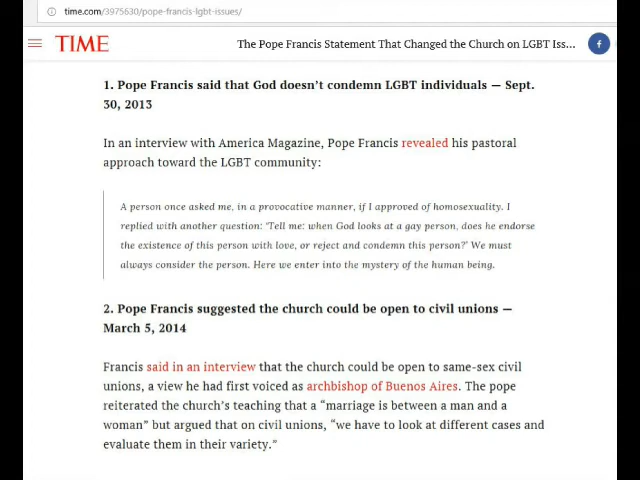 time.com/3975630/pope-francis-lgbt-issues/
TIME
The Pope Francis Statement That Changed the Church on LGBT Iss...
f
1. Pope Francis said that God doesn't condemn LGBT individuals — Sept.
30, 2013
In an interview with America Magazine, Pope Francis revealed his pastoral
approach toward the LGBT community:
A person once asked me, in a provocative manner, if I approved of homosexuality. I
replied with another question: 'Tell me: when God looks at a gay person, does he endorse
the existence of this person with love, or reject and condemn this person?' We must
always consider the person. Here we enter into the mystery of the human being.
2. Pope Francis suggested the church could be open to civil unions —
March 5, 2014
Francis said in an interview that the church could be open to same-sex civil
unions, a view he had first voiced as archbishop of Buenos Aires. The pope
reiterated the church's teaching that a “marriage is between a man and a
woman” but argued that on civil unions, “we have to look at different cases and
evaluate them in their variety.”